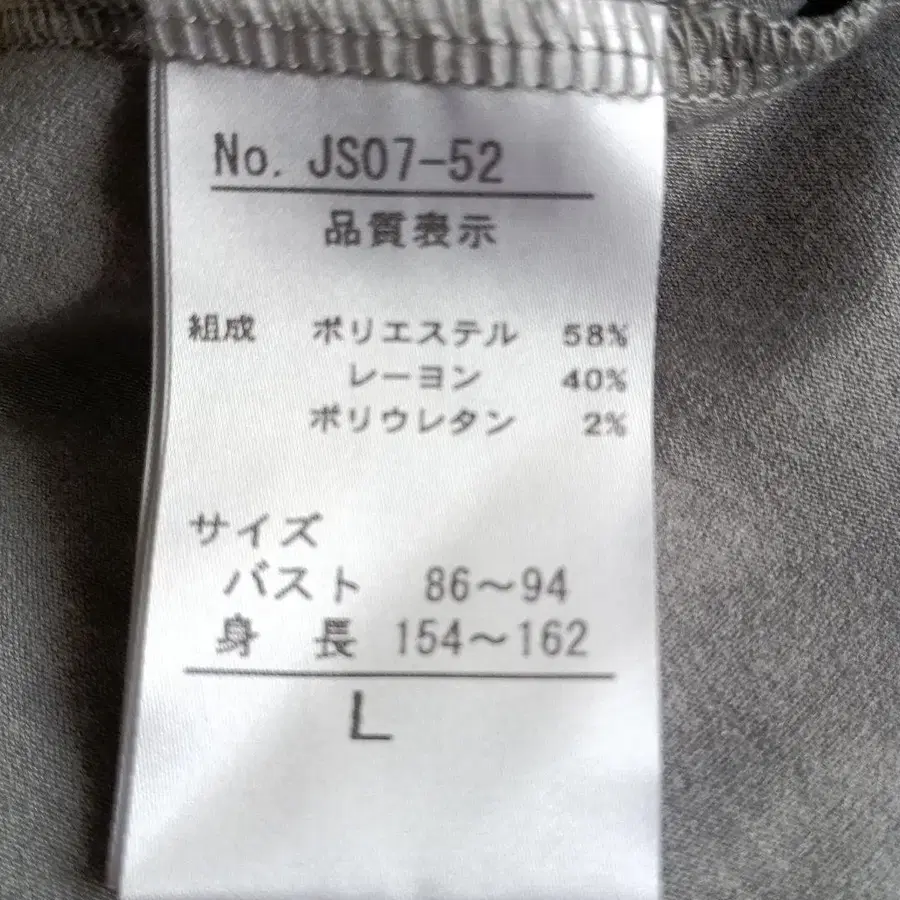 No. JS07-52
品質表示
組成 ポリエステル 58%
レーヨン 40%
ポリウレタン 2%
サイズ
バスト 86〜94
身長 154〜162
L